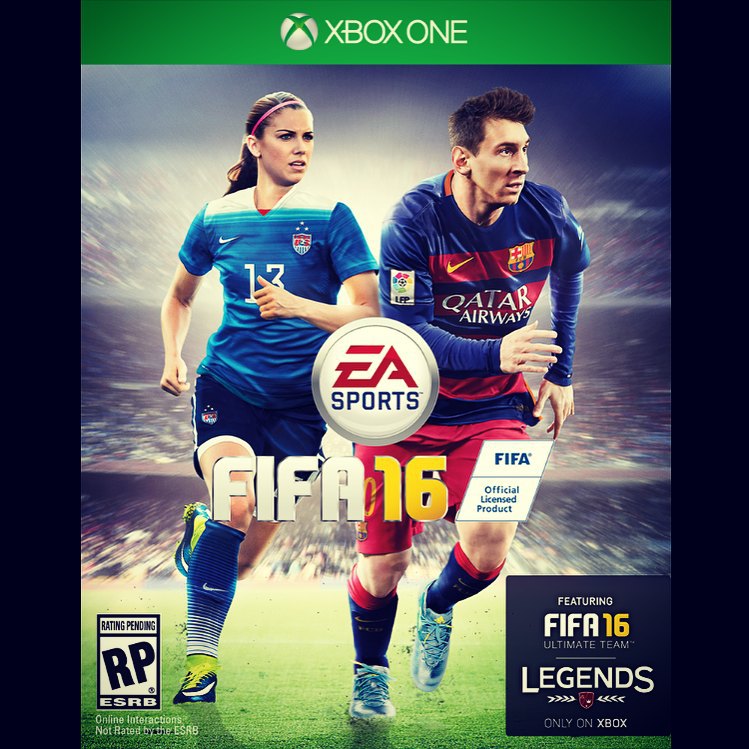 XBOX ONE
13
LFP
QATAR
AIRWAYS
EA
SPORTS
FIFA 16
FIFA
Official
Licensed
Product
FEATURING
FIFA 16
ULTIMATE TEAM™
LEGENDS
ONLY ON XBOX
RATING PENDING
RP
ESRB
Online Interactions
Not Rated by the ESRB